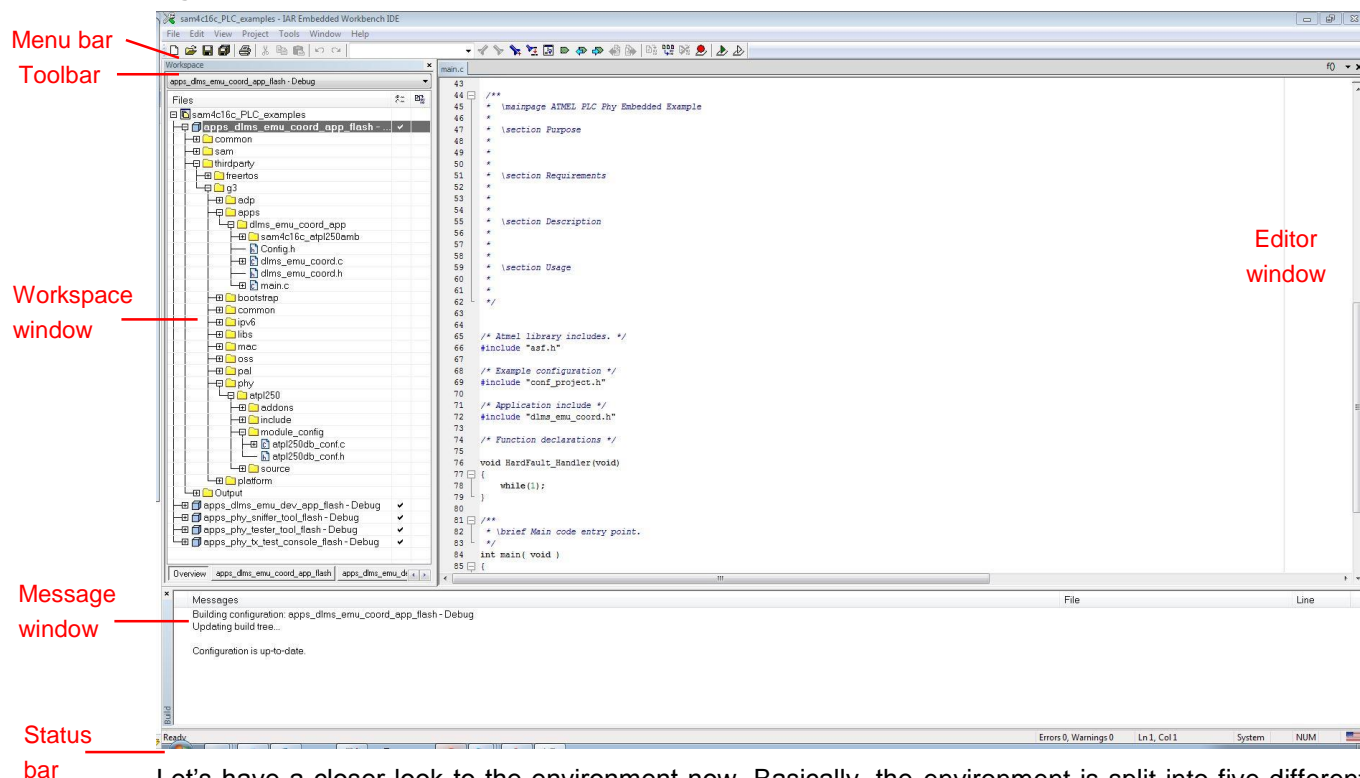 sam4c16c_PLC_examples - IAR Embedded Workbench IDE
File Edit View Project Tools Window Help
Menu bar
Toolbar
Workspace
apps_dlms_emu_coord_app_flash - Debug
Files
sam4c16c_PLC_examples
apps_dlms_emu_coord_app_flash - ...
common
sam
thirdparty
freertos
g3
adp
apps
dlms_emu_coord_app
sam4c16c_atpl250amb
Config.h
dlms_emu_coord.c
dlms_emu_coord.h
main.c
bootstrap
common
ipv6
libs
mac
oss
pal
phy
atpl250
addons
include
module_config
atpl250db_conf.c
atpl250db_conf.h
source
platform
Output
apps_dlms_emu_dev_app_flash - Debug
apps_phy_sniffer_tool_flash - Debug
apps_phy_tester_tool_flash - Debug
apps_phy_tx_test_console_flash - Debug
Overview apps_dlms_emu_coord_app_flash apps_dlms_emu_de
Workspace
window
main.c
f()
43
44 /**
45 * \mainpage ATMEL PLC Phy Embedded Example
46 *
47 * \section Purpose
48 *
49 *
50 *
51 * \section Requirements
52 *
53 *
54 *
55 * \section Description
56 *
57 *
58 *
59 * \section Usage
60 *
61 *
62 */
63
64
65 /* Atmel library includes. */
66 #include "asf.h"
67
68 /* Example configuration */
69 #include "conf_project.h"
70
71 /* Application include */
72 #include "dlms_emu_coord.h"
73
74 /* Function declarations */
75
76 void HardFault_Handler(void)
77 {
78 while(1);
79 }
80
81 /**
82 * \brief Main code entry point.
83 */
84 int main( void )
85 {
Editor
window
Message
window
Messages File Line
Building configuration: apps_dlms_emu_coord_app_flash - Debug
Updating build tree...
Configuration is up-to-date.
Build
Status
bar
Ready Errors 0, Warnings 0 Ln 1, Col 1 System NUM
Let's have a closer look to the environment now. Basically, the environment is split into five different